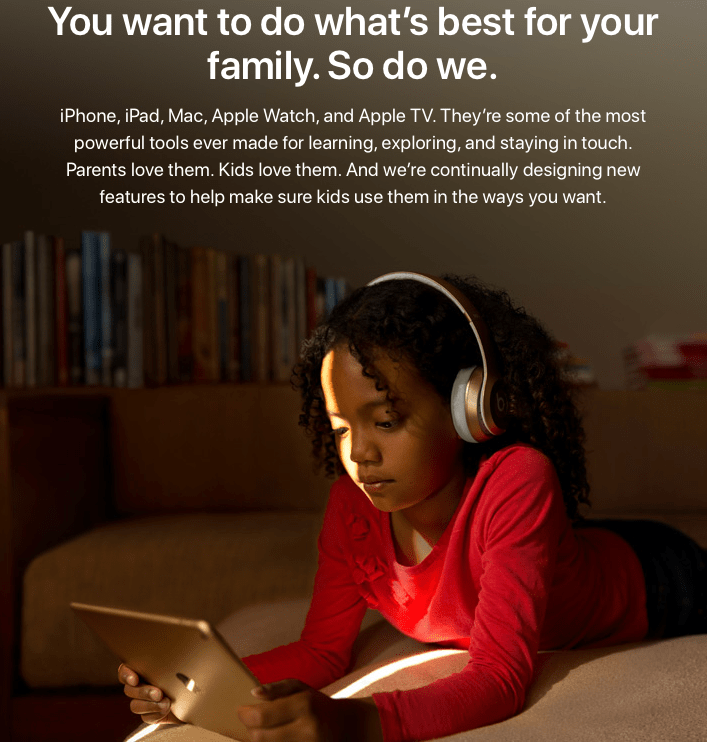 You want to do what’s best for your
family. So do we.
iPhone, iPad, Mac, Apple Watch, and Apple TV. They’re some of the most
powerful tools ever made for learning, exploring, and staying in touch.
Parents love them. Kids love them. And we’re continually designing new
features to help make sure kids use them in the ways you want.